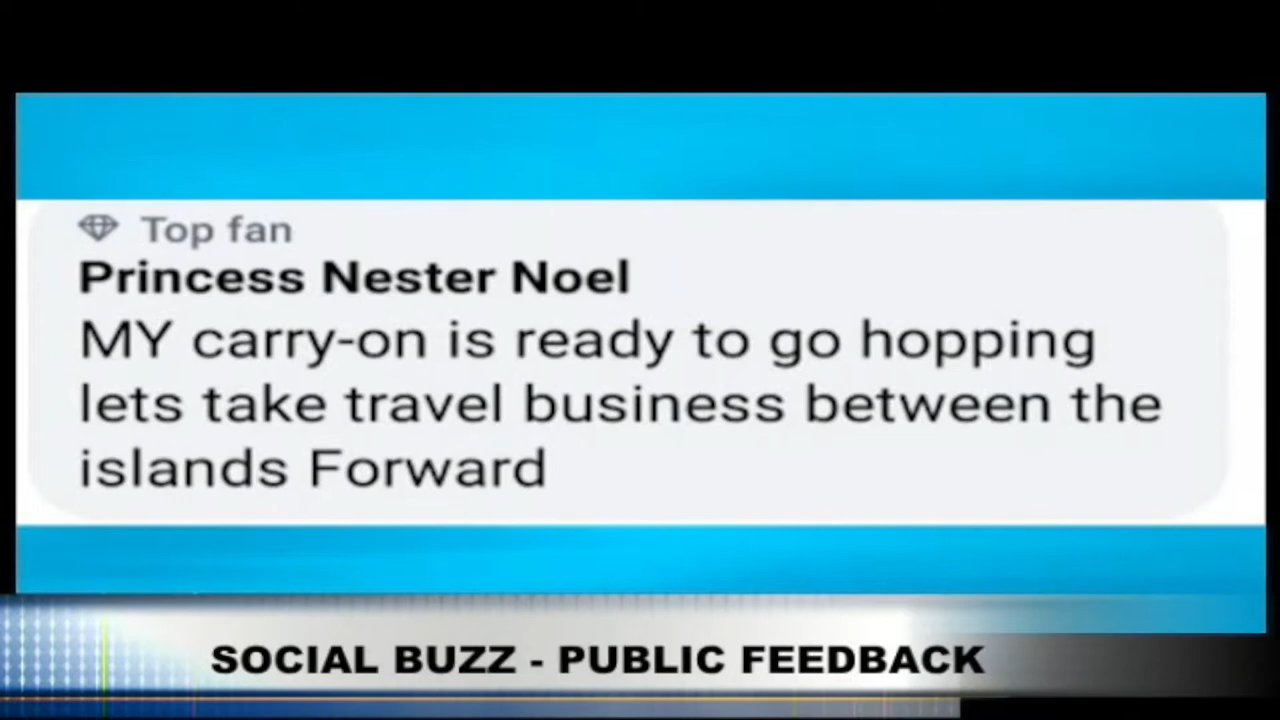 Top fan
Princess Nester Noel
MY carry-on is ready to go hopping
lets take travel business between the
islands Forward
SOCIAL BUZZ - PUBLIC FEEDBACK